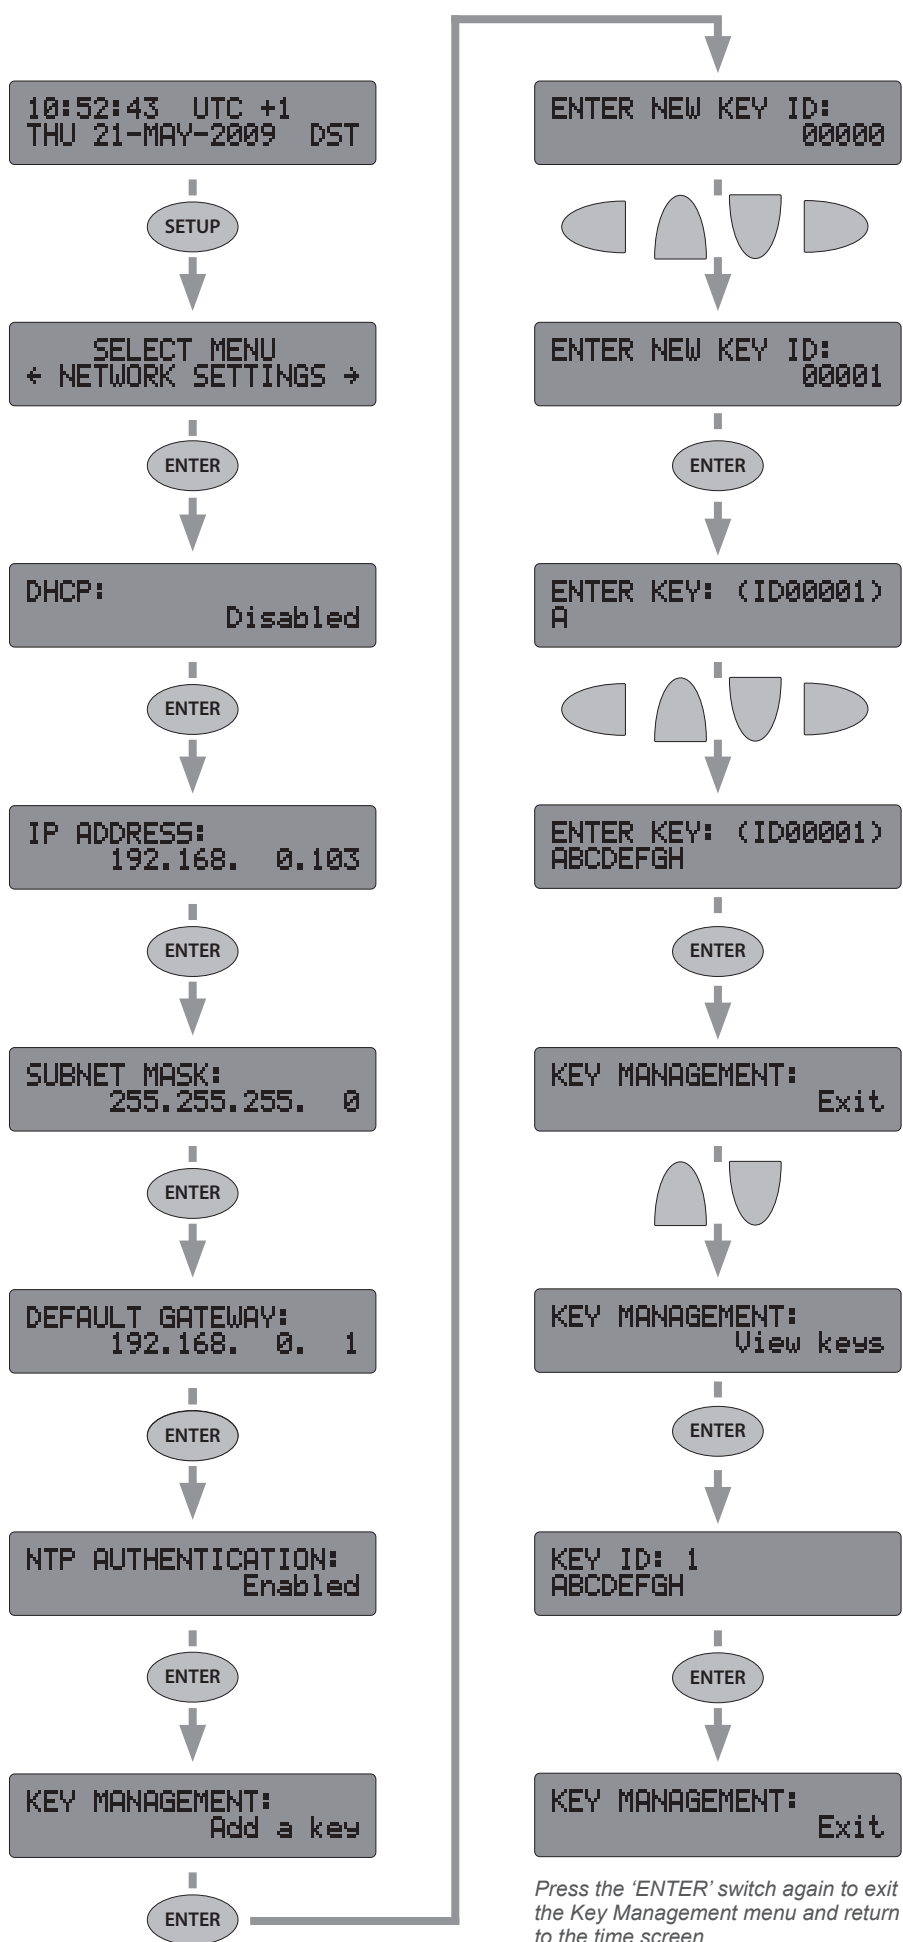 10:52:43 UTC +1
THU 21-MAY-2009 DST
SETUP
SELECT MENU
← NETWORK SETTINGS →
ENTER
DHCP:
Disabled
ENTER
IP ADDRESS:
192.168. 0.103
ENTER
SUBNET MASK:
255.255.255. 0
ENTER
DEFAULT GATEWAY:
192.168. 0. 1
ENTER
NTP AUTHENTICATION:
Enabled
ENTER
KEY MANAGEMENT:
Add a key
ENTER
ENTER NEW KEY ID:
00000
ENTER NEW KEY ID:
00001
ENTER
ENTER KEY: (ID00001)
A
ENTER KEY: (ID00001)
ABCDEFGH
ENTER
KEY MANAGEMENT:
Exit
KEY MANAGEMENT:
View keys
ENTER
KEY ID: 1
ABCDEFGH
ENTER
KEY MANAGEMENT:
Exit
Press the ‘ENTER’ switch again to exit
the Key Management menu and return
to the time screen